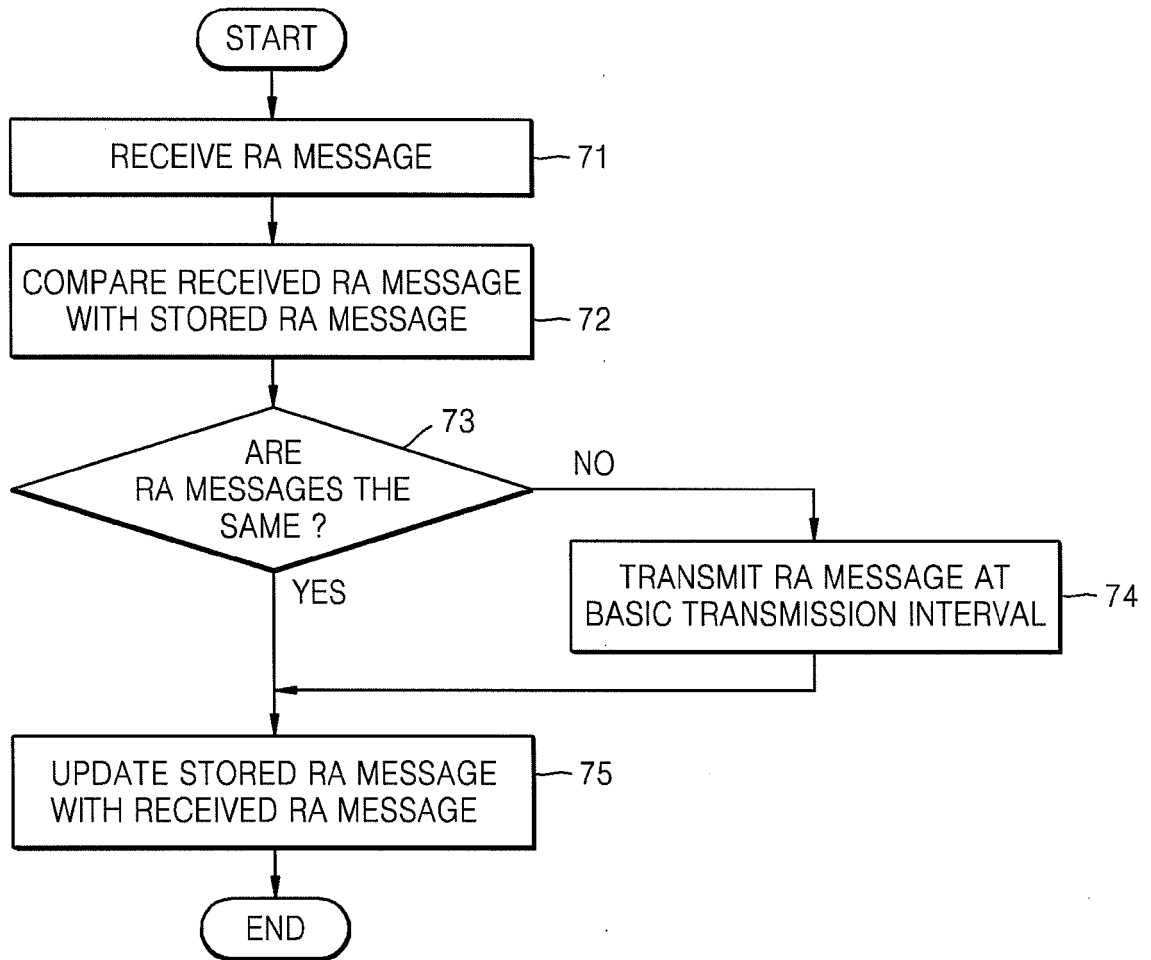 START
RECEIVE RA MESSAGE
71
COMPARE RECEIVED RA MESSAGE
WITH STORED RA MESSAGE
72
73
ARE
RA MESSAGES THE
SAME ?
NO
YES
TRANSMIT RA MESSAGE AT
BASIC TRANSMISSION INTERVAL
74
UPDATE STORED RA MESSAGE
WITH RECEIVED RA MESSAGE
75
END